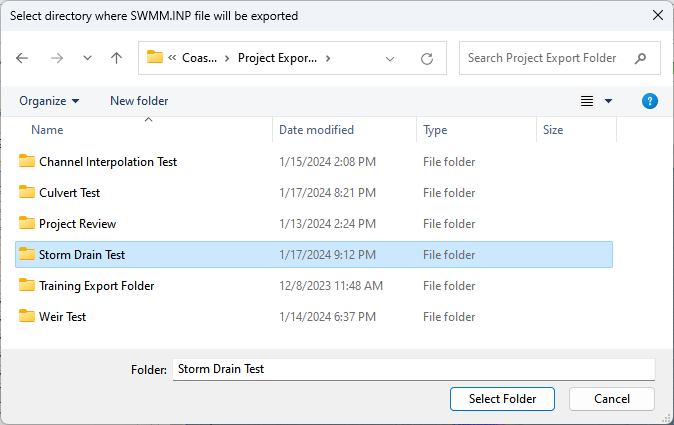 Select directory where SWMM.INP file will be exported
« Coas... > Project Expor... >
Search Project Export Folder
Organize New folder ?
Name Date modified Type Size
Channel Interpolation Test 1/15/2024 2:08 PM File folder
Culvert Test 1/17/2024 8:21 PM File folder
Project Review 1/13/2024 2:24 PM File folder
Storm Drain Test 1/17/2024 9:12 PM File folder
Training Export Folder 12/8/2023 11:48 AM File folder
Weir Test 1/14/2024 6:37 PM File folder
Folder: Storm Drain Test
Select Folder Cancel